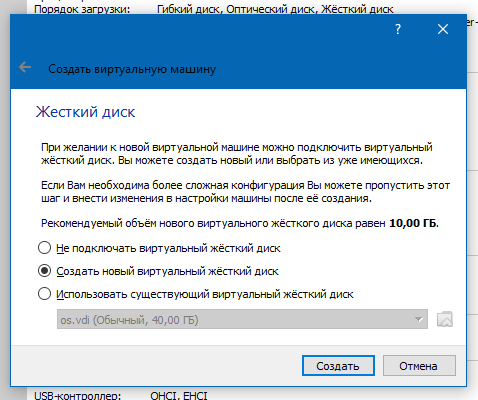 Порядок загрузки: Гибкий диск, Оптический диск, Жёсткий диск
?
Создать виртуальную машину
Жесткий диск
При желании к новой виртуальной машине можно подключить виртуальный
жёсткий диск. Вы можете создать новый или выбрать из уже имеющихся.
Если Вам необходима более сложная конфигурация Вы можете пропустить этот
шаг и внести изменения в настройки машины после её создания.
Рекомендуемый объём нового виртуального жёсткого диска равен 10,00 ГБ.
Не подключать виртуальный жёсткий диск
Создать новый виртуальный жёсткий диск
Использовать существующий виртуальный жёсткий диск
os.vdi (Обычный, 40,00 ГБ)
Создать Отмена
USB-контроллер: OHCI, EHCI